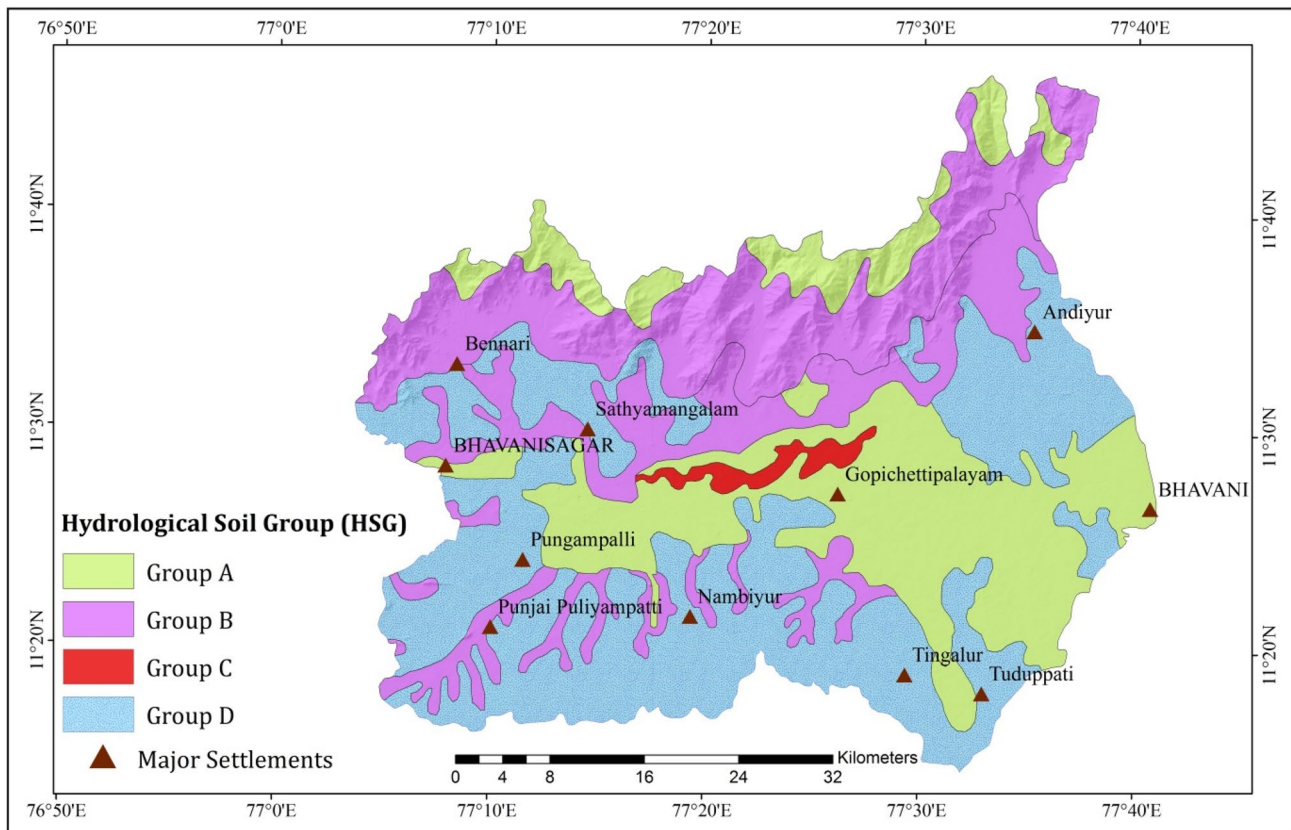 76°50'E 77°0'E 77°10'E 77°20'E 77°30'E 77°40'E
11°40'N
11°40'N
Andiyur
Bennari
Sathyamangalam
11°30'N
11°30'N
BHAVANISAGAR
Gopichettipalayam
BHAVANI
Hydrological Soil Group (HSG)
Pungampalli
Group A
Nambiyur
Punjai Puliyampatti
Group B
11°20'N
11°20'N
Tingalur
Group C
Tuduppati
Group D
Major Settlements
Kilometers
0 4 8 16 24 32
76°50'E 77°0'E 77°10'E 77°20'E 77°30'E 77°40'E